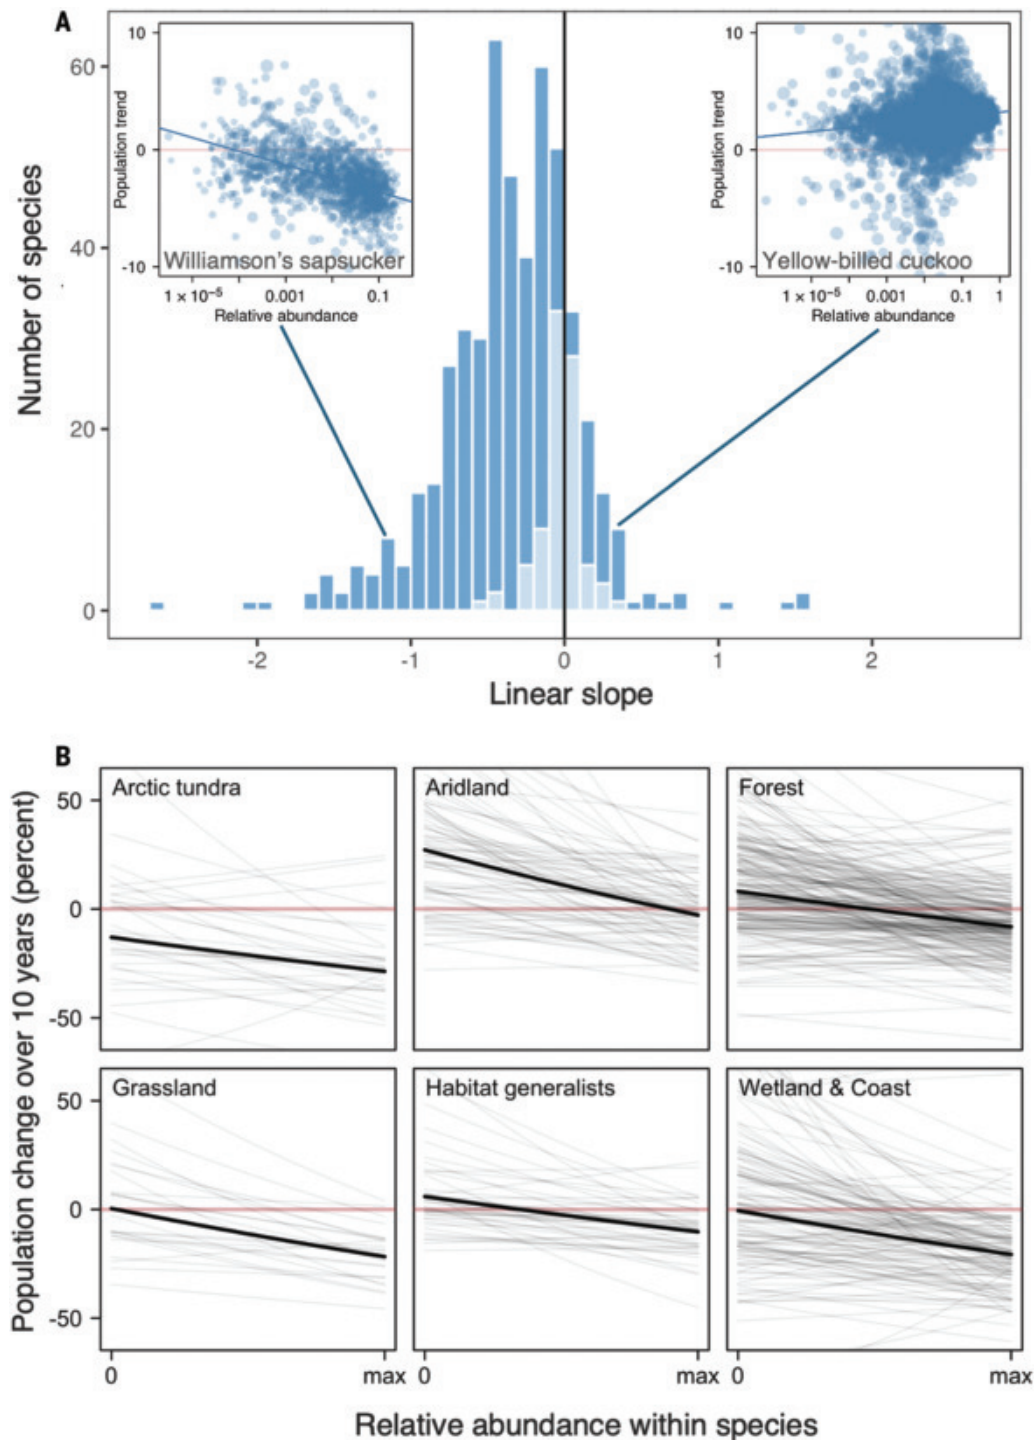 A
Number of species
60
40
20
0
10
0
-10
Population trend
Williamson's sapsucker
1 × 10⁻⁵ 0.001 0.1
Relative abundance
10
0
-10
Population trend
Yellow-billed cuckoo
1 × 10⁻⁵ 0.001 0.1 1
Relative abundance
-2 -1 0 1 2
Linear slope
B
Population change over 10 years (percent)
Arctic tundra Aridland Forest
50
0
-50
Grassland Habitat generalists Wetland & Coast
50
0
-50
0 max 0 max 0 max
Relative abundance within species